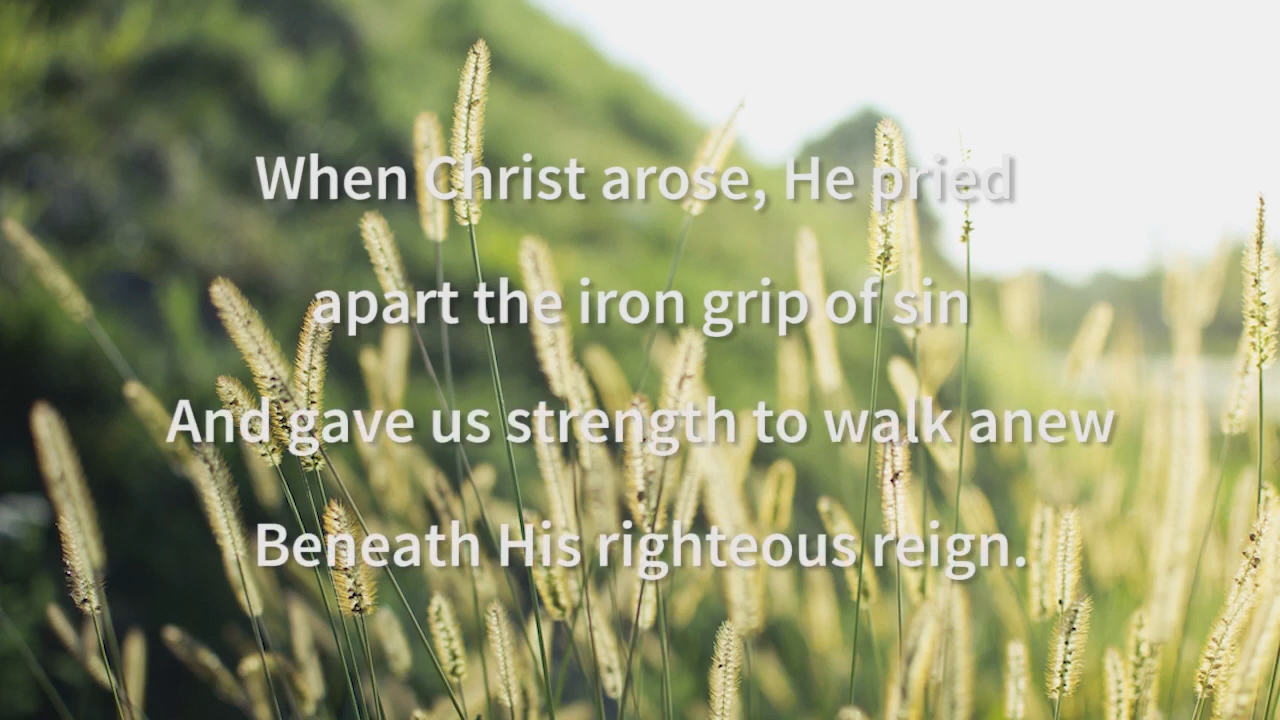 When Christ arose, He pried
apart the iron grip of sin
And gave us strength to walk anew
Beneath His righteous reign.